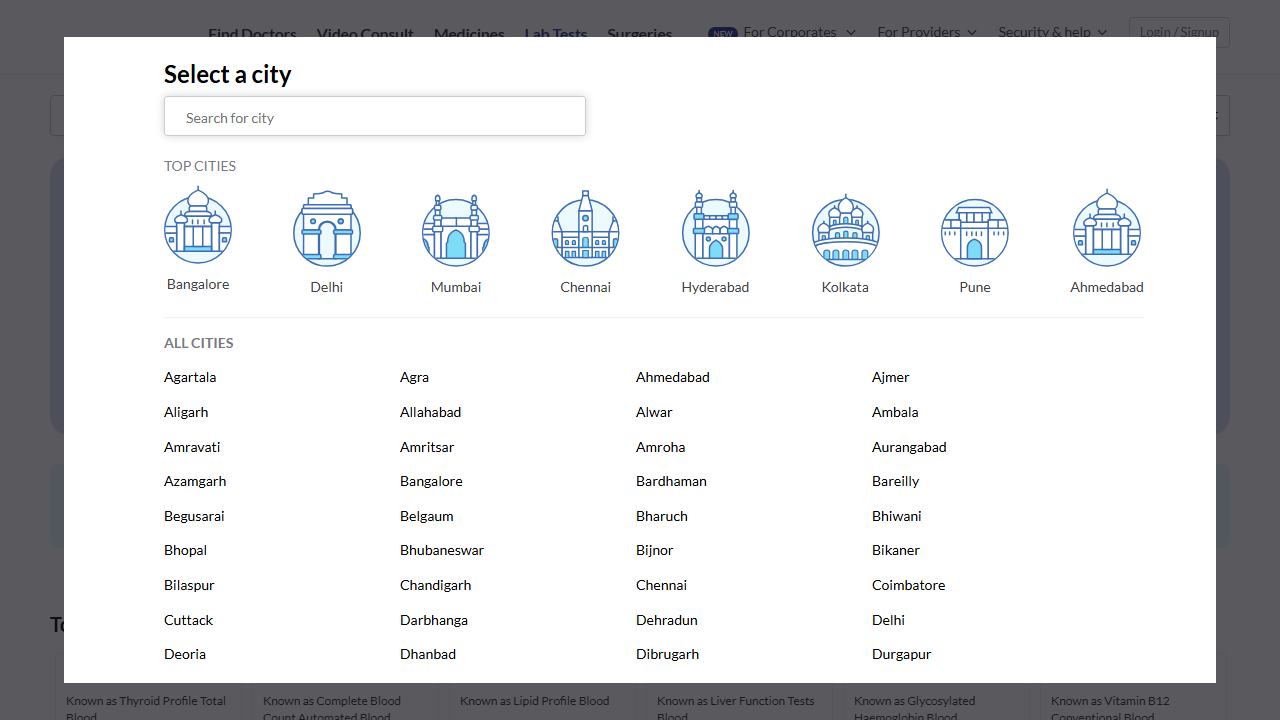 Find Doctors Video Consult Medicines Lab Tests Surgeries NEW For Corporates For Providers Security & help Login / Signup
Select a city
Search for city
TOP CITIES
Bangalore Delhi Mumbai Chennai Hyderabad Kolkata Pune Ahmedabad
ALL CITIES
Agartala Agra Ahmedabad Ajmer
Aligarh Allahabad Alwar Ambala
Amravati Amritsar Amroha Aurangabad
Azamgarh Bangalore Bardhaman Bareilly
Begusarai Belgaum Bharuch Bhiwani
Bhopal Bhubaneswar Bijnor Bikaner
Bilaspur Chandigarh Chennai Coimbatore
Cuttack Darbhanga Dehradun Delhi
Deoria Dhanbad Dibrugarh Durgapur
Known as Thyroid Profile Total Known as Complete Blood Known as Lipid Profile Blood Known as Liver Function Tests Known as Glycosylated Known as Vitamin B12
Blood Count Automated Blood Blood Haemoglobin Blood Conventional Blood